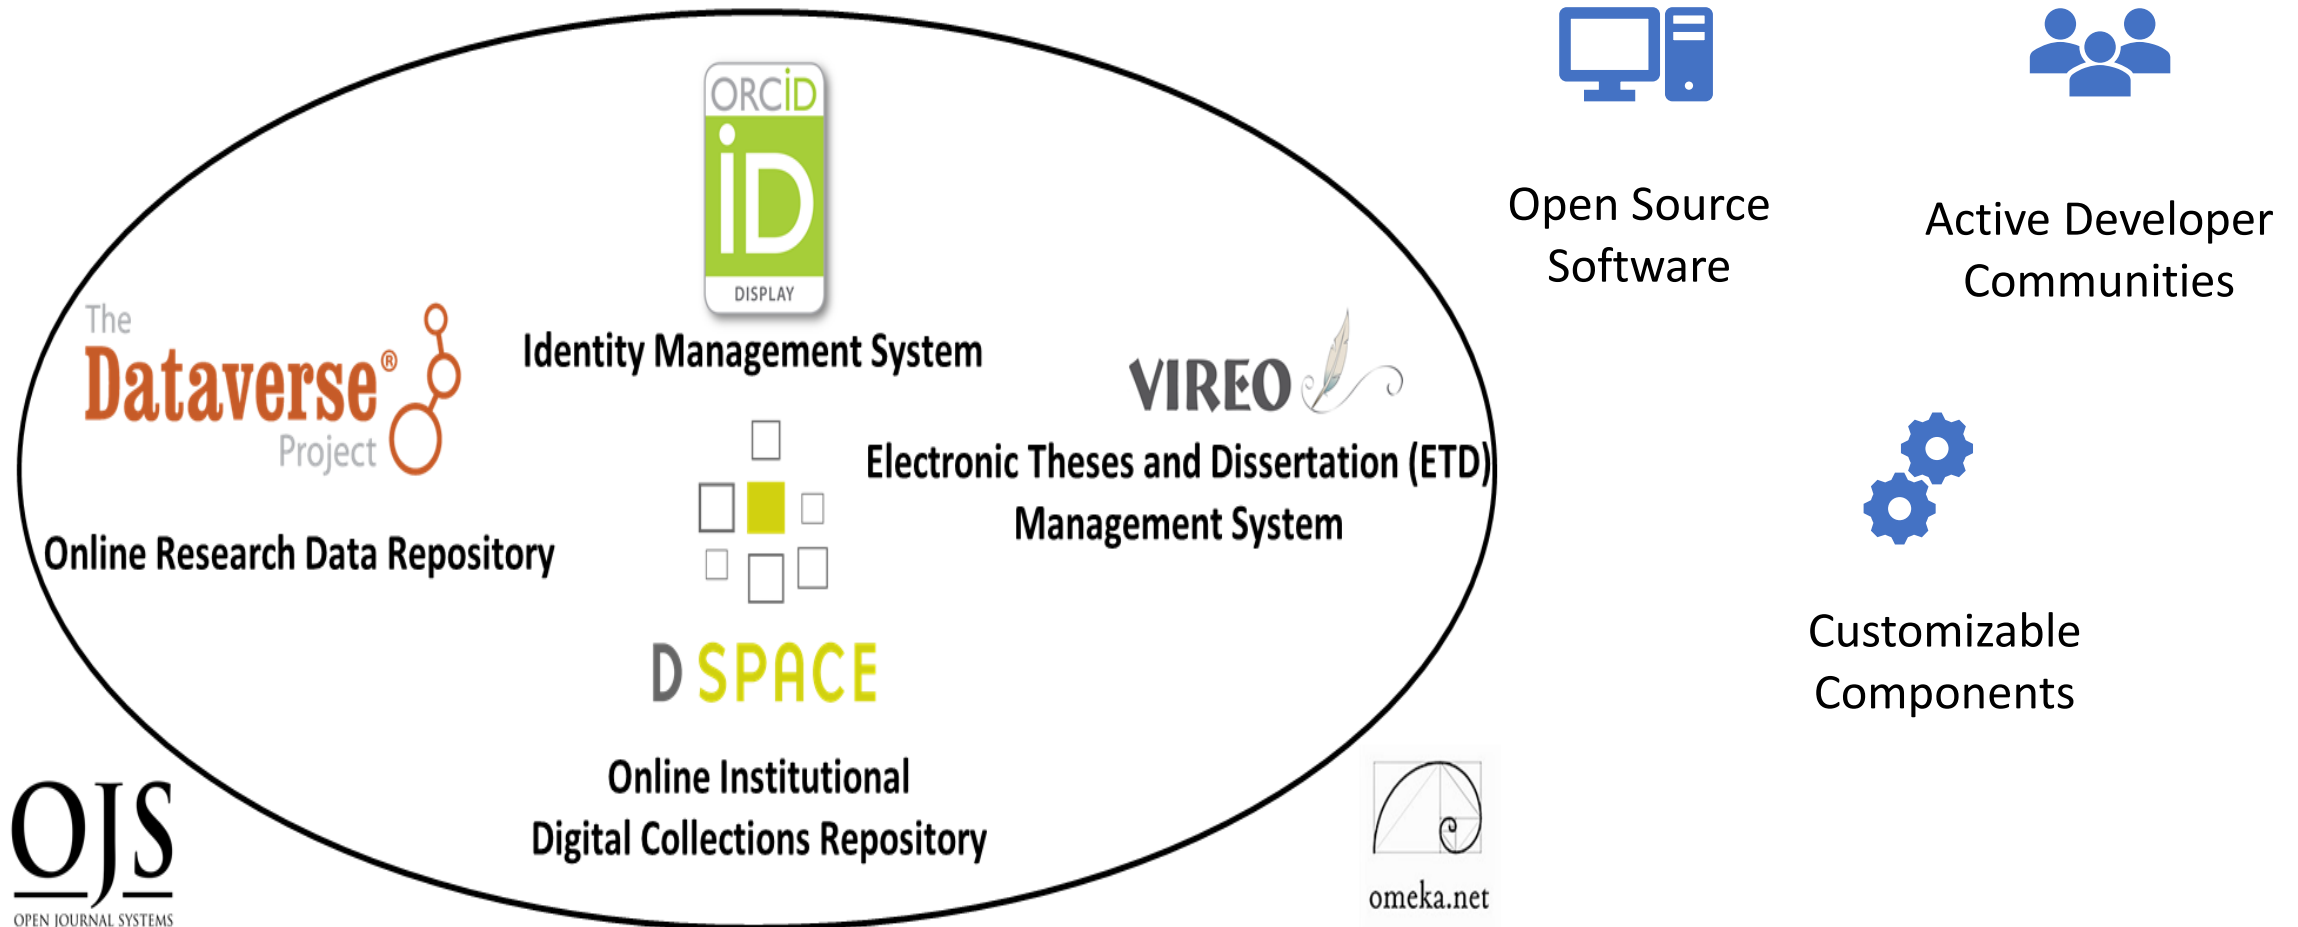 ORCiD
iD
DISPLAY
Identity Management System
The
Dataverse®
Project
Online Research Data Repository
VIREO
Electronic Theses and Dissertation (ETD)
Management System
D SPACE
Online Institutional
Digital Collections Repository
OJS
OPEN JOURNAL SYSTEMS
omeka.net
Open Source
Software
Active Developer
Communities
Customizable
Components